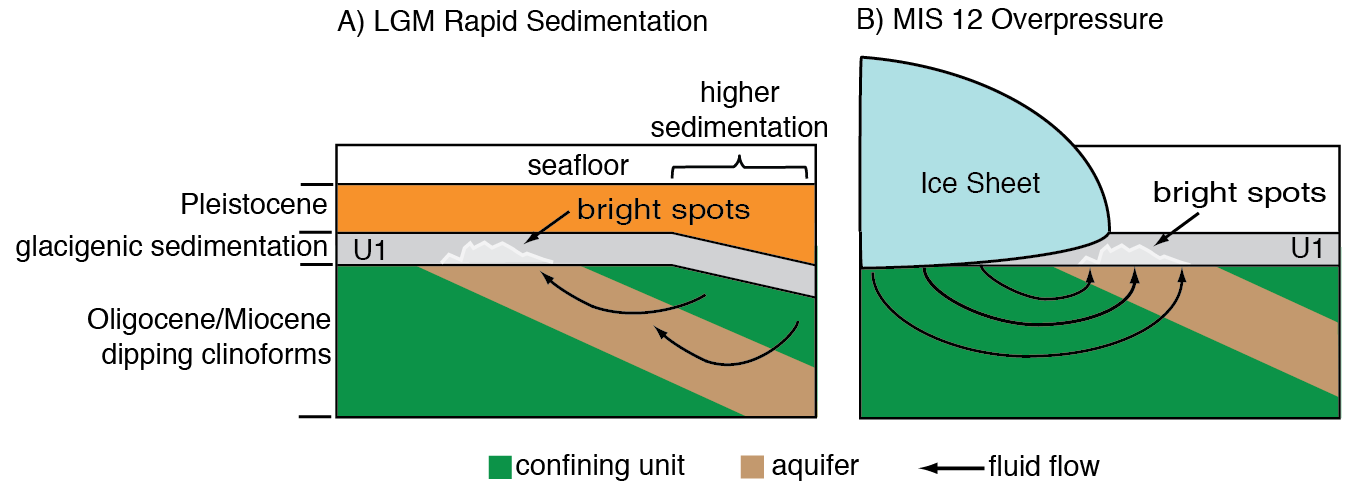 A) LGM Rapid Sedimentation
B) MIS 12 Overpressure
higher
sedimentation
seafloor
Pleistocene
bright spots
glacigenic sedimentation
U1
Oligocene/Miocene
dipping clinoforms
Ice Sheet
bright spots
U1
confining unit
aquifer
fluid flow